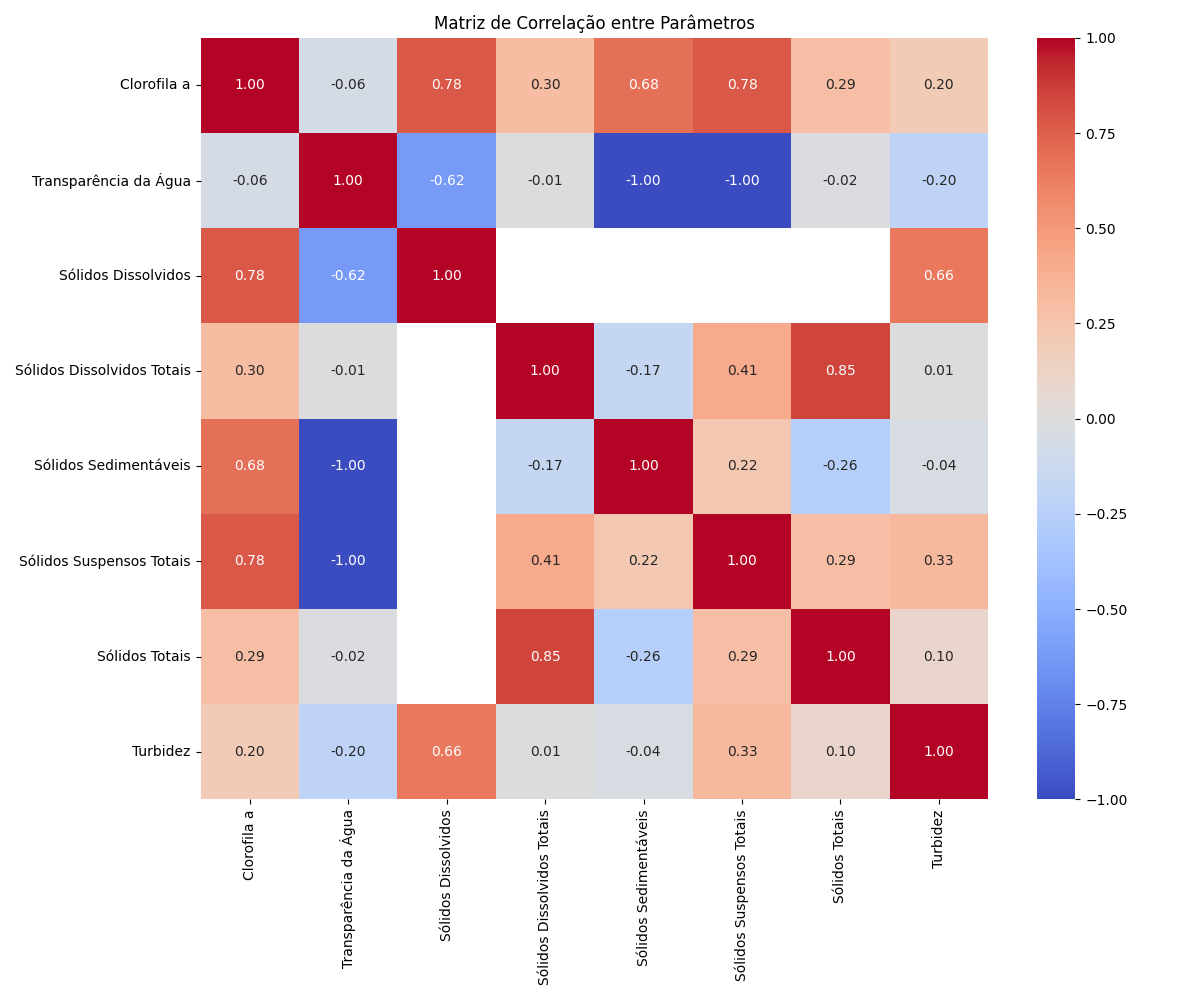 Matriz de Correlação entre Parâmetros
Clorofila a 1.00 -0.06 0.78 0.30 0.68 0.78 0.29 0.20
Transparência da Água -0.06 1.00 -0.62 -0.01 -1.00 -1.00 -0.02 -0.20
Sólidos Dissolvidos 0.78 -0.62 1.00 0.66
Sólidos Dissolvidos Totais 0.30 -0.01 1.00 -0.17 0.41 0.85 0.01
Sólidos Sedimentáveis 0.68 -1.00 -0.17 1.00 0.22 -0.26 -0.04
Sólidos Suspensos Totais 0.78 -1.00 0.41 0.22 1.00 0.29 0.33
Sólidos Totais 0.29 -0.02 0.85 -0.26 0.29 1.00 0.10
Turbidez 0.20 -0.20 0.66 0.01 -0.04 0.33 0.10 1.00
Clorofila a
Transparência da Água
Sólidos Dissolvidos
Sólidos Dissolvidos Totais
Sólidos Sedimentáveis
Sólidos Suspensos Totais
Sólidos Totais
Turbidez
1.00
0.75
0.50
0.25
0.00
−0.25
−0.50
−0.75
−1.00